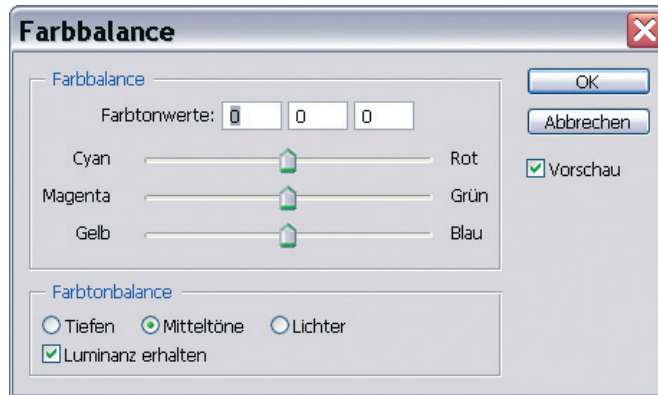 Farbbalance
Farbbalance
OK
Farbtonwerte: 0 0 0
Abbrechen
Cyan Rot
Vorschau
Magenta Grün
Gelb Blau
Farbtonbalance
Tiefen Mitteltöne Lichter
Luminanz erhalten